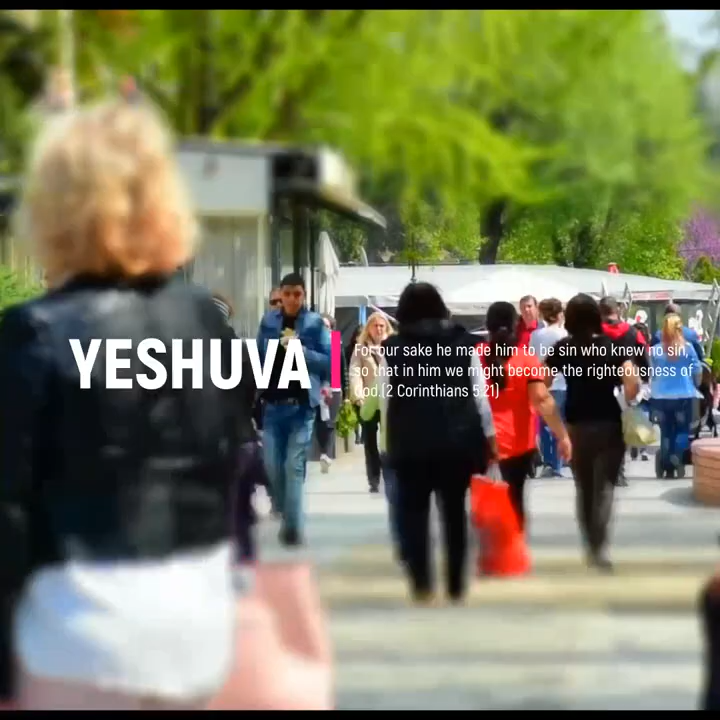 YESHUVA
For our sake he made him to be sin who knew no sin,
so that in him we might become the righteousness of
God.(2 Corinthians 5:21)